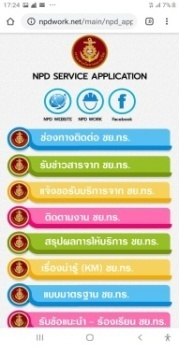 17:24
npdwork.net/main/npd_app
NPD SERVICE APPLICATION
NPD WEBSITE NPD WORK Facebook
ช่องทางติดต่อ ชย.ทร.
รับข่าวสารจาก ชย.ทร.
แจ้งขอรับบริการจาก ชย.ทร.
ติดตามงาน ชย.ทร.
สรุปผลการให้บริการ ชย.ทร.
เรื่องน่ารู้ (KM) ชย.ทร.
แบบมาตรฐาน ชย.ทร.
รับข้อแนะนำ - ร้องเรียน ชย.ทร.